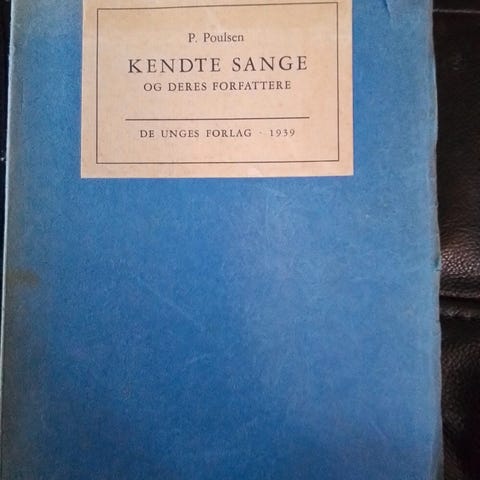 P. Poulsen
KENDTE SANGE
OG DERES FORFATTERE
DE UNGES FORLAG · 1939